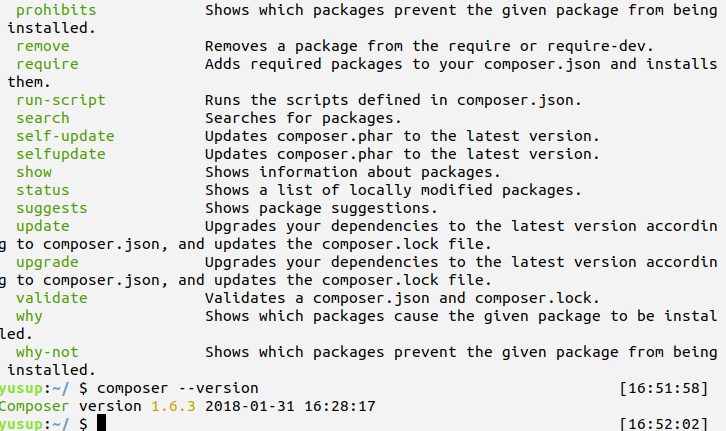 prohibits Shows which packages prevent the given package from being
installed.
remove Removes a package from the require or require-dev.
require Adds required packages to your composer.json and installs
them.
run-script Runs the scripts defined in composer.json.
search Searches for packages.
self-update Updates composer.phar to the latest version.
selfupdate Updates composer.phar to the latest version.
show Shows information about packages.
status Shows a list of locally modified packages.
suggests Shows package suggestions.
update Upgrades your dependencies to the latest version accordin
g to composer.json, and updates the composer.lock file.
upgrade Upgrades your dependencies to the latest version accordin
g to composer.json, and updates the composer.lock file.
validate Validates a composer.json and composer.lock.
why Shows which packages cause the given package to be instal
led.
why-not Shows which packages prevent the given package from being
installed.
yusup:~/ $ composer --version [16:51:58]
Composer version 1.6.3 2018-01-31 16:28:17
yusup:~/ $ [16:52:02]